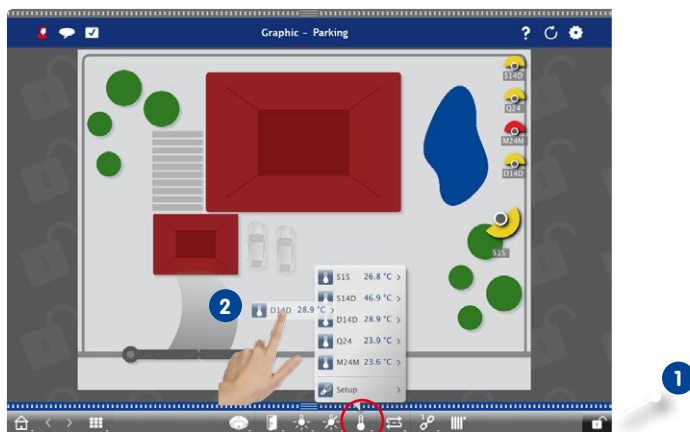 Graphic - Parking
?
S14D
Q24
M24M
D14D
S15
S15 26.8 °C >
S14D 46.9 °C >
2
D14D 28.9 °C >
D14D 28.9 °C >
Q24 23.9 °C >
M24M 23.6 °C >
Setup >
1